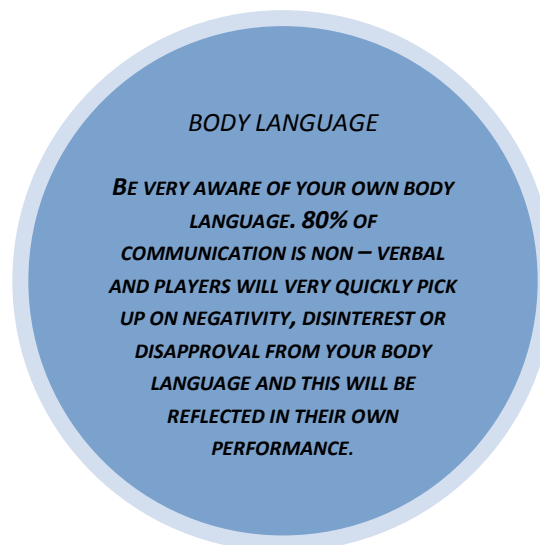 BODY LANGUAGE
BE VERY AWARE OF YOUR OWN BODY
LANGUAGE. 80% OF
COMMUNICATION IS NON – VERBAL
AND PLAYERS WILL VERY QUICKLY PICK
UP ON NEGATIVITY, DISINTEREST OR
DISAPPROVAL FROM YOUR BODY
LANGUAGE AND THIS WILL BE
REFLECTED IN THEIR OWN
PERFORMANCE.